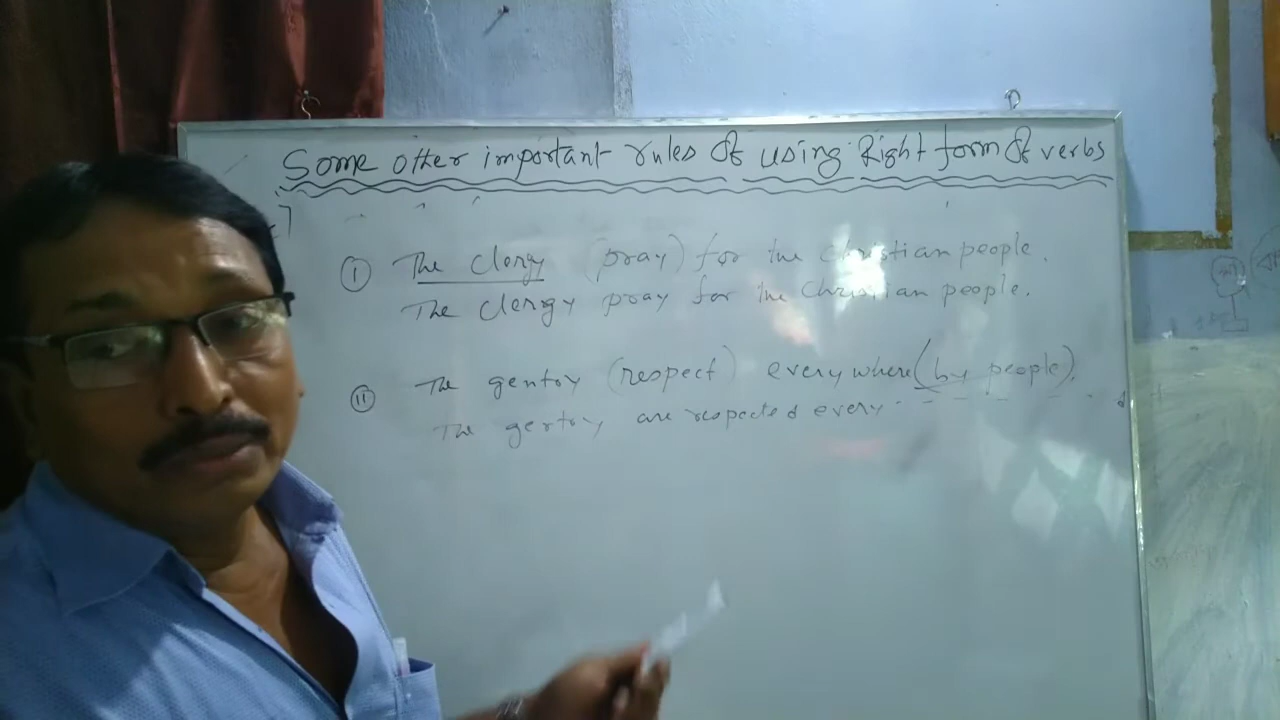 Some other important rules of using Right form of verbs
(I) The clergy (pray) for the Christian people.
The clergy pray for the Christian people.
(II) The gentry (respect) everywhere (by people).
The gentry are respected every - - - - - -